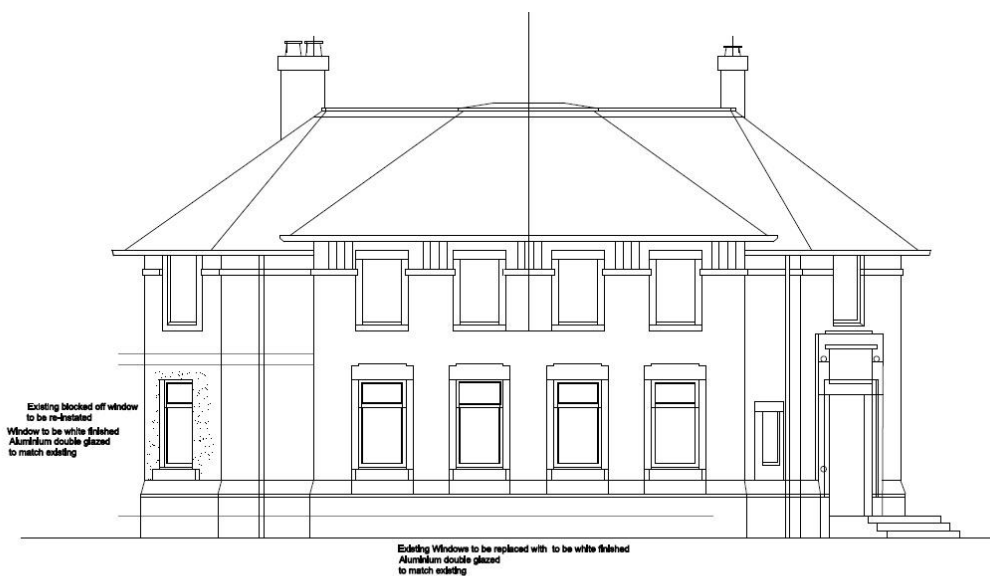 Existing blocked off window
to be re-instated
Window to be white finished
Aluminium double glazed
to match existing
Existing Windows to be replaced with to be white finished
Aluminium double glazed
to match existing